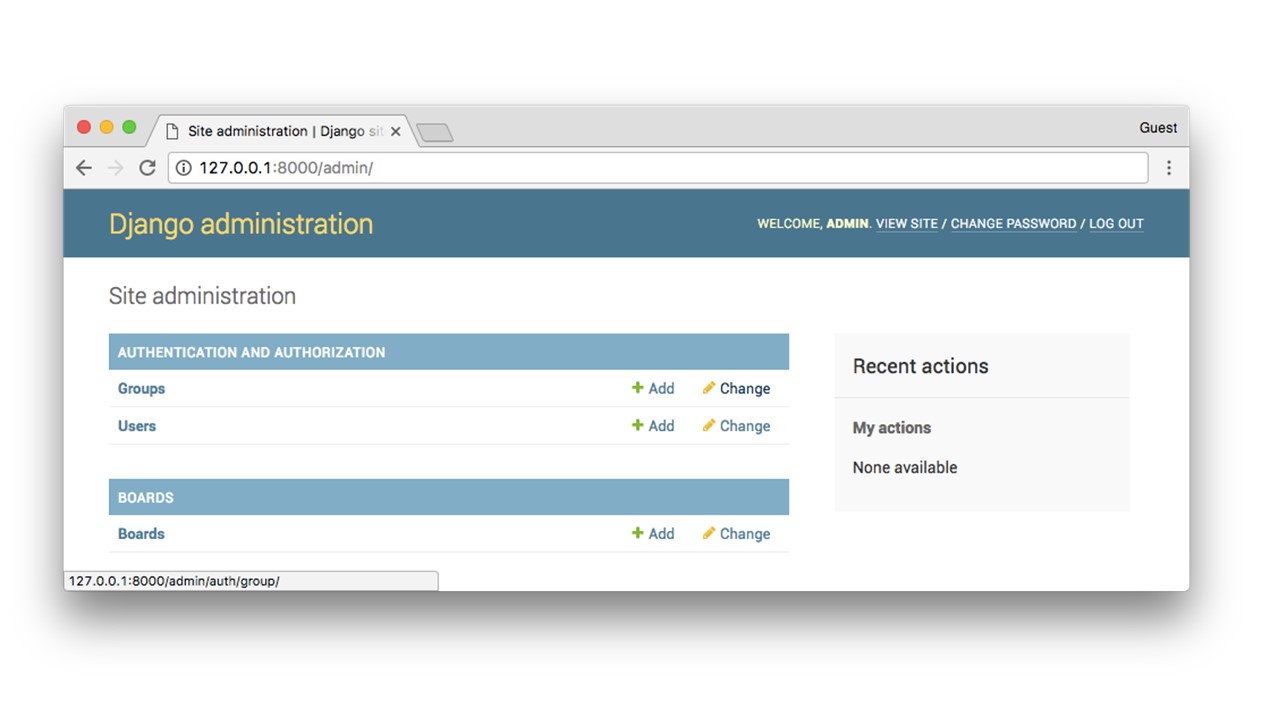 Site administration | Django sit
Guest
127.0.0.1:8000/admin/
Django administration
WELCOME, ADMIN. VIEW SITE / CHANGE PASSWORD / LOG OUT
Site administration
AUTHENTICATION AND AUTHORIZATION
Groups Add Change
Users Add Change
BOARDS
Boards Add Change
Recent actions
My actions
None available
127.0.0.1:8000/admin/auth/group/